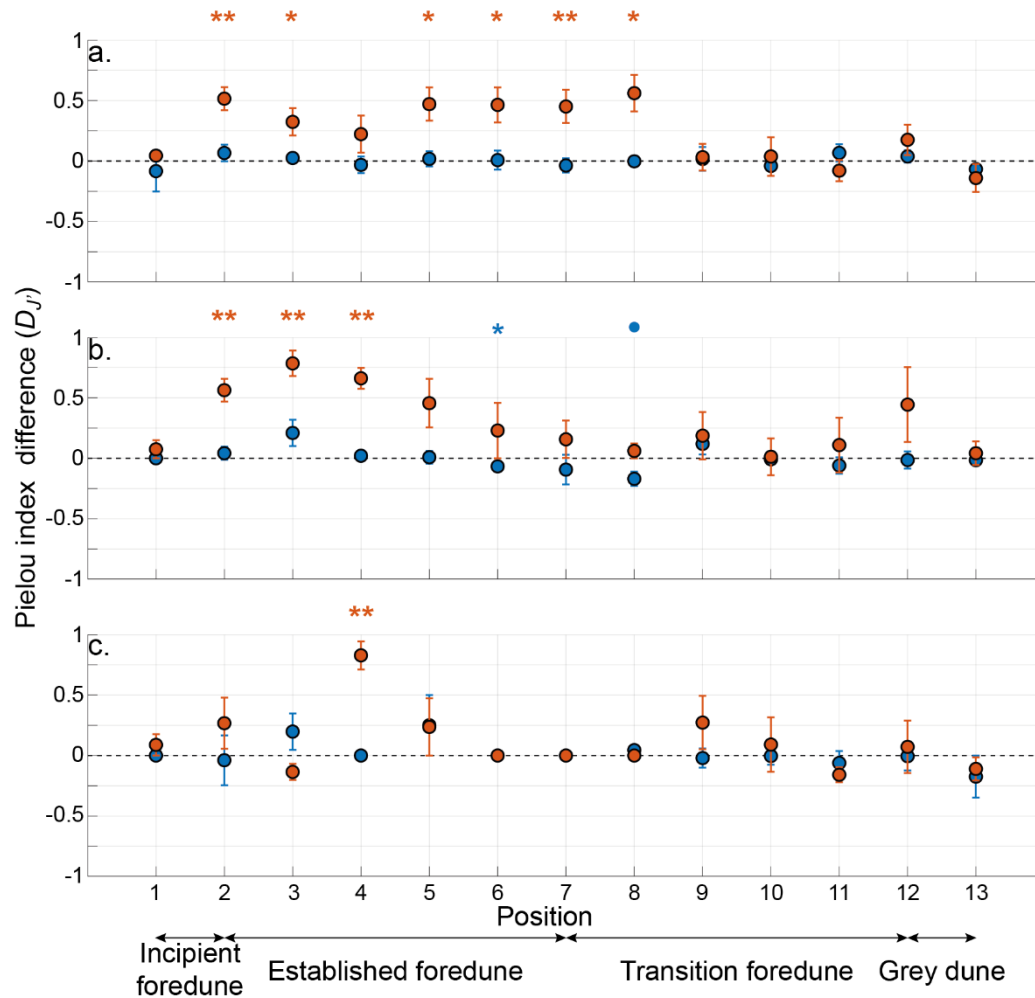 ** * * * ** *
a.
1
0.5
0
-0.5
-1
** ** ** * •
b.
1
0.5
0
-0.5
-1
**
c.
1
0.5
0
-0.5
-1
Pielou index difference (D_J')
1 2 3 4 5 6 7 8 9 10 11 12 13
Position
Incipient foredune
Established foredune
Transition foredune
Grey dune